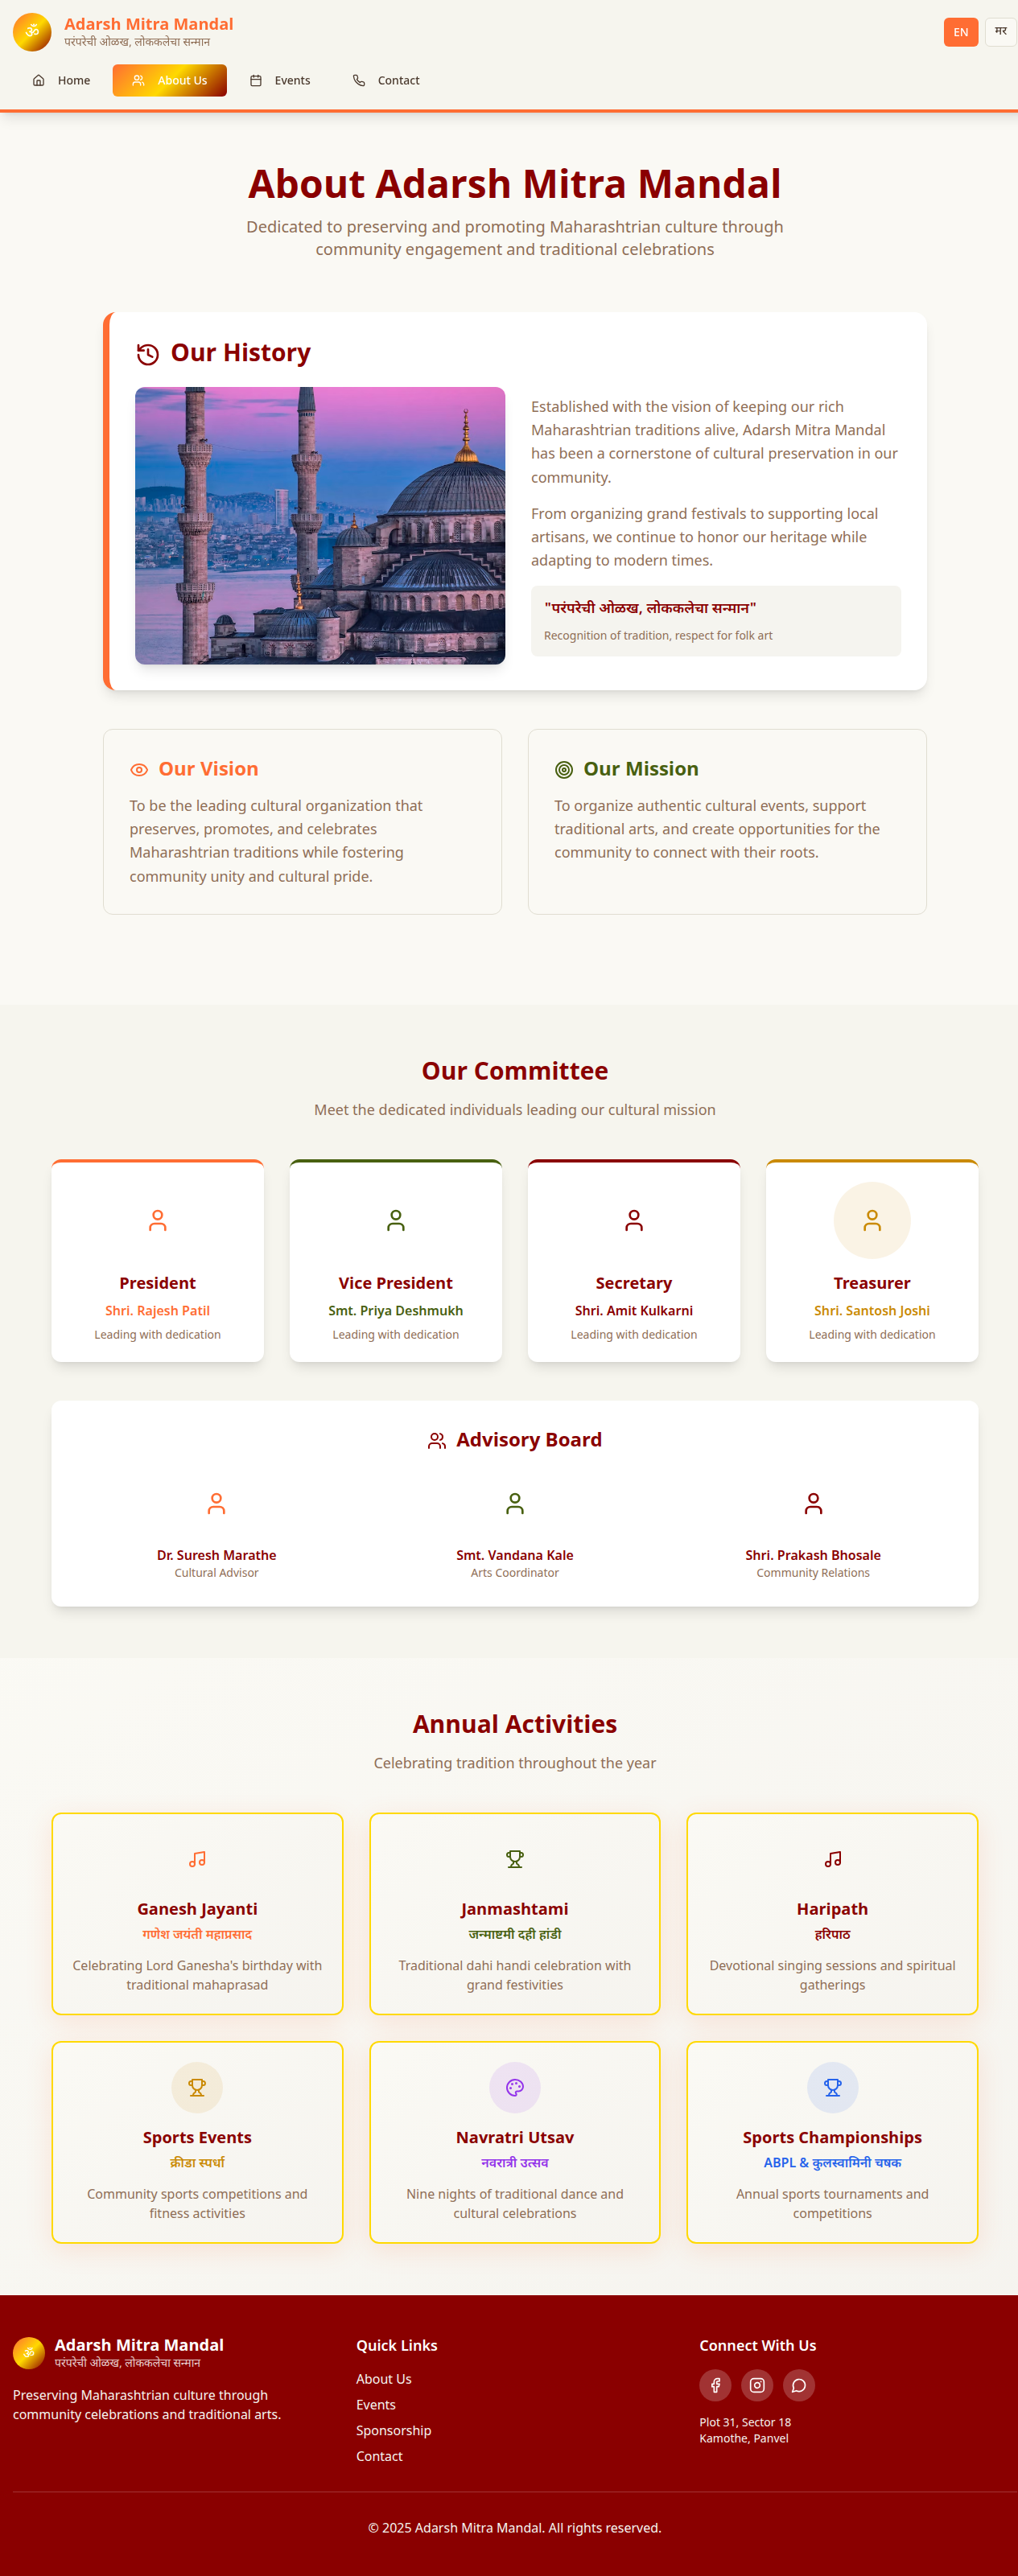 ॐ
Adarsh Mitra Mandal
परंपरेची ओळख, लोककलेचा सन्मान
EN
मर
Home
About Us
Events
Contact
About Adarsh Mitra Mandal
Dedicated to preserving and promoting Maharashtrian culture through
community engagement and traditional celebrations
Our History
Established with the vision of keeping our rich
Maharashtrian traditions alive, Adarsh Mitra Mandal
has been a cornerstone of cultural preservation in our
community.
From organizing grand festivals to supporting local
artisans, we continue to honor our heritage while
adapting to modern times.
"परंपरेची ओळख, लोककलेचा सन्मान"
Recognition of tradition, respect for folk art
Our Vision
To be the leading cultural organization that
preserves, promotes, and celebrates
Maharashtrian traditions while fostering
community unity and cultural pride.
Our Mission
To organize authentic cultural events, support
traditional arts, and create opportunities for the
community to connect with their roots.
Our Committee
Meet the dedicated individuals leading our cultural mission
President
Shri. Rajesh Patil
Leading with dedication
Vice President
Smt. Priya Deshmukh
Leading with dedication
Secretary
Shri. Amit Kulkarni
Leading with dedication
Treasurer
Shri. Santosh Joshi
Leading with dedication
Advisory Board
Dr. Suresh Marathe
Cultural Advisor
Smt. Vandana Kale
Arts Coordinator
Shri. Prakash Bhosale
Community Relations
Annual Activities
Celebrating tradition throughout the year
Ganesh Jayanti
गणेश जयंती महाप्रसाद
Celebrating Lord Ganesha's birthday with
traditional mahaprasad
Janmashtami
जन्माष्टमी दही हांडी
Traditional dahi handi celebration with
grand festivities
Haripath
हरिपाठ
Devotional singing sessions and spiritual
gatherings
Sports Events
क्रीडा स्पर्धा
Community sports competitions and
fitness activities
Navratri Utsav
नवरात्री उत्सव
Nine nights of traditional dance and
cultural celebrations
Sports Championships
ABPL & कुलस्वामिनी चषक
Annual sports tournaments and
competitions
ॐ
Adarsh Mitra Mandal
परंपरेची ओळख, लोककलेचा सन्मान
Preserving Maharashtrian culture through
community celebrations and traditional arts.
Quick Links
About Us
Events
Sponsorship
Contact
Connect With Us
Plot 31, Sector 18
Kamothe, Panvel
© 2025 Adarsh Mitra Mandal. All rights reserved.